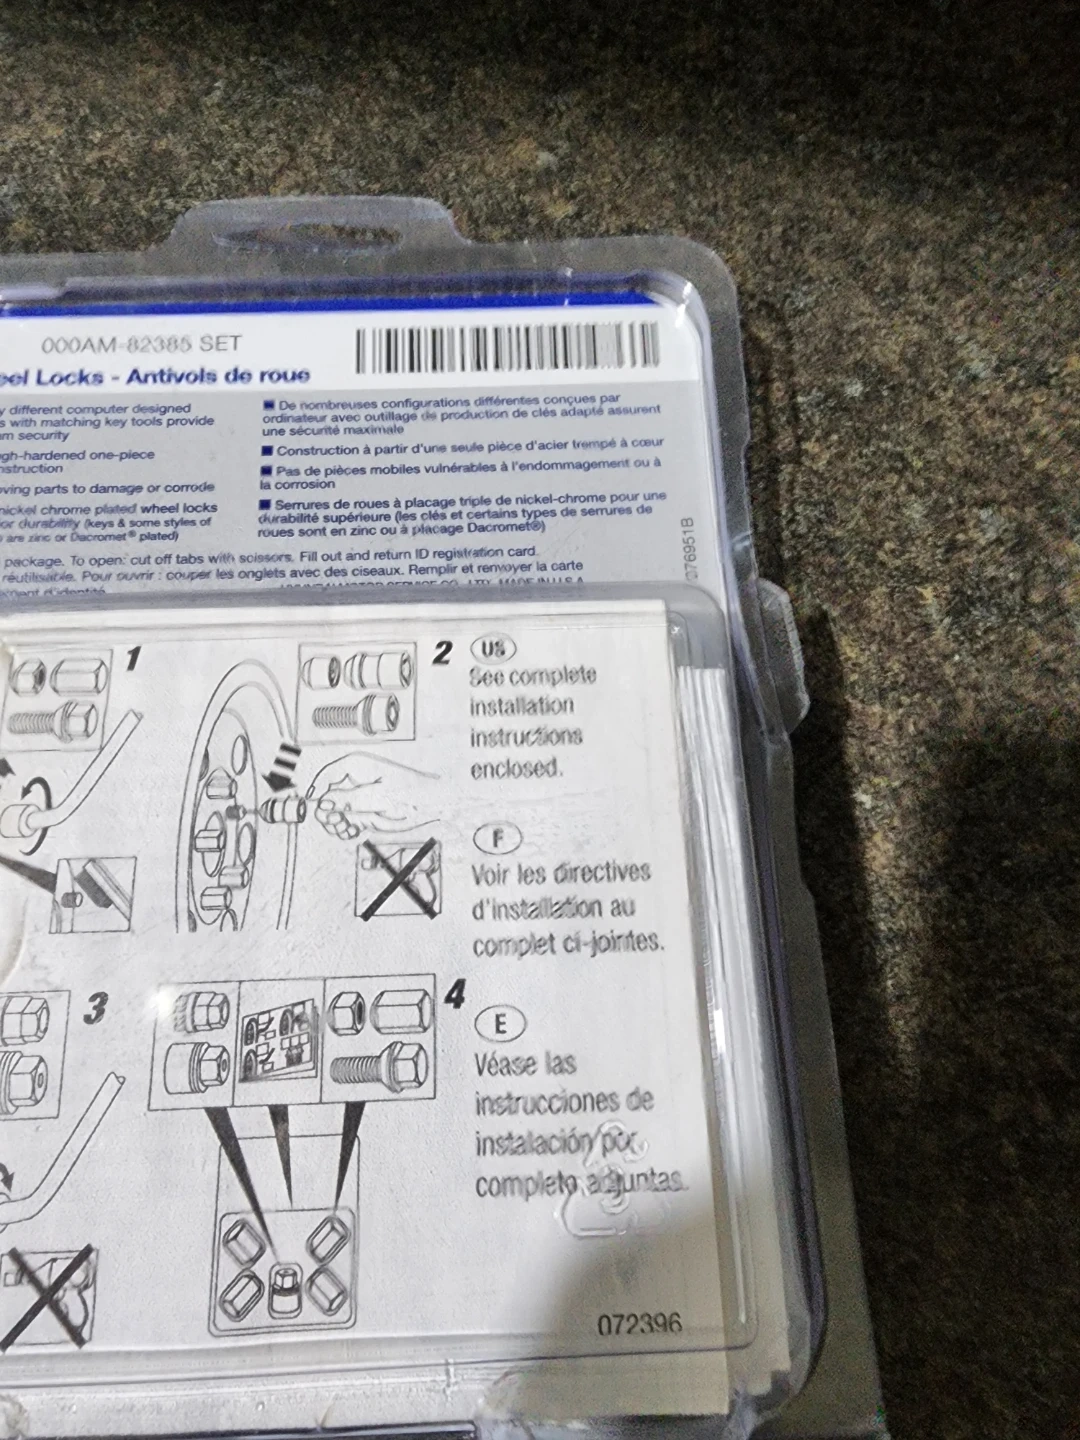 000AM-82385 SET
eel Locks - Antivols de roue
y different computer designed
s with matching key tools provide
m security
gh-hardened one-piece
nstruction
ving parts to damage or corrode
nickel chrome plated wheel locks
or durability (keys & some styles of
are zinc or Dacromet® plated)
■ De nombreuses configurations différentes conçues par
ordinateur avec outillage de production de clés adapté assurent
une sécurité maximale
■ Construction à partir d'une seule pièce d'acier trempé à cœur
■ Pas de pièces mobiles vulnérables à l'endommagement ou à
la corrosion
■ Serrures de roues à placage triple de nickel-chrome pour une
durabilité supérieure (les clés et certains types de serrures de
roues sont en zinc ou à placage Dacromet®)
package. To open: cut off tabs with scissors. Fill out and return ID registration card.
réutilisable. Pour ouvrir : couper les onglets avec des ciseaux. Remplir et renvoyer la carte
d'identité
MOTOR SERVICE CO., LTD. MADE IN U.S.A.
076951B
1
2
US
See complete
installation
instructions
enclosed.
F
Voir les directives
d'installation au
complet ci-jointes.
3
4
E
Véase las
instrucciones de
instalación por
completo adjuntas.
072396